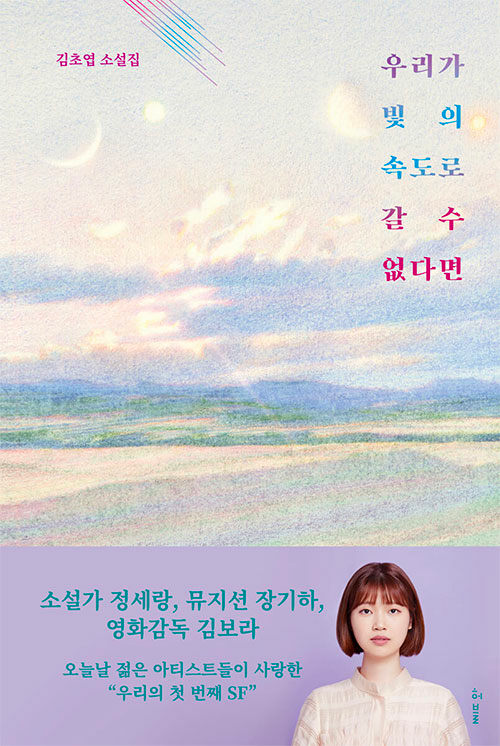 김초엽 소설집
우리가
빛의
속도로
갈 수
없다면
소설가 정세랑, 뮤지션 장기하,
영화감독 김보라
오늘날 젊은 아티스트들이 사랑한
“우리의 첫 번째 SF”
허블